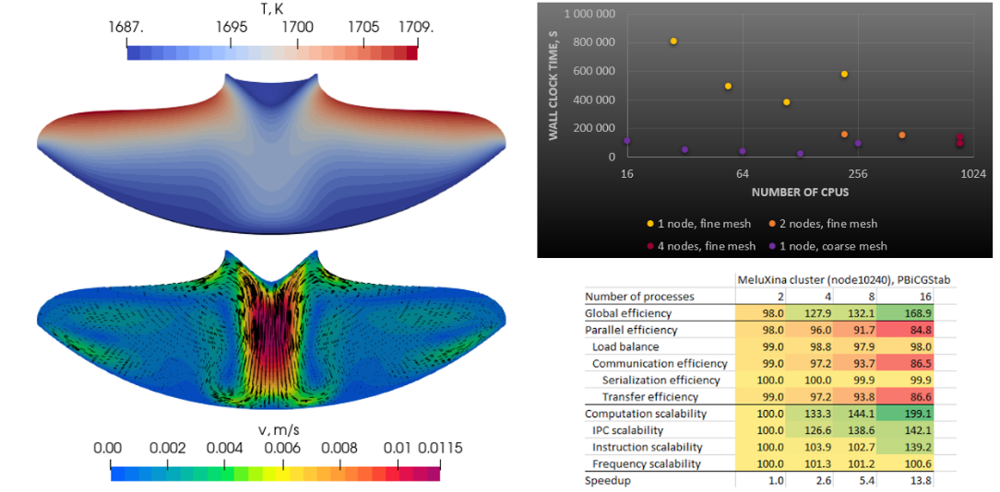 T, K
1687. 1695 1700 1705 1709.
v, m/s
0.00 0.002 0.004 0.006 0.008 0.01 0.0115
WALL CLOCK TIME, S
1 000 000
800 000
600 000
400 000
200 000
0
16 64 256 1024
NUMBER OF CPUS
1 node, fine mesh 2 nodes, fine mesh
4 nodes, fine mesh 1 node, coarse mesh
MeluXina cluster (node10240), PBiCGStab
Number of processes 2 4 8 16
Global efficiency 98.0 127.9 132.1 168.9
Parallel efficiency 98.0 96.0 91.7 84.8
Load balance 99.0 98.8 97.9 98.0
Communication efficiency 99.0 97.2 93.7 86.5
Serialization efficiency 100.0 100.0 99.9 99.9
Transfer efficiency 99.0 97.2 93.8 86.6
Computation scalability 100.0 133.3 144.1 199.1
IPC scalability 100.0 126.6 138.6 142.1
Instruction scalability 100.0 103.9 102.7 139.2
Frequency scalability 100.0 101.3 101.2 100.6
Speedup 1.0 2.6 5.4 13.8